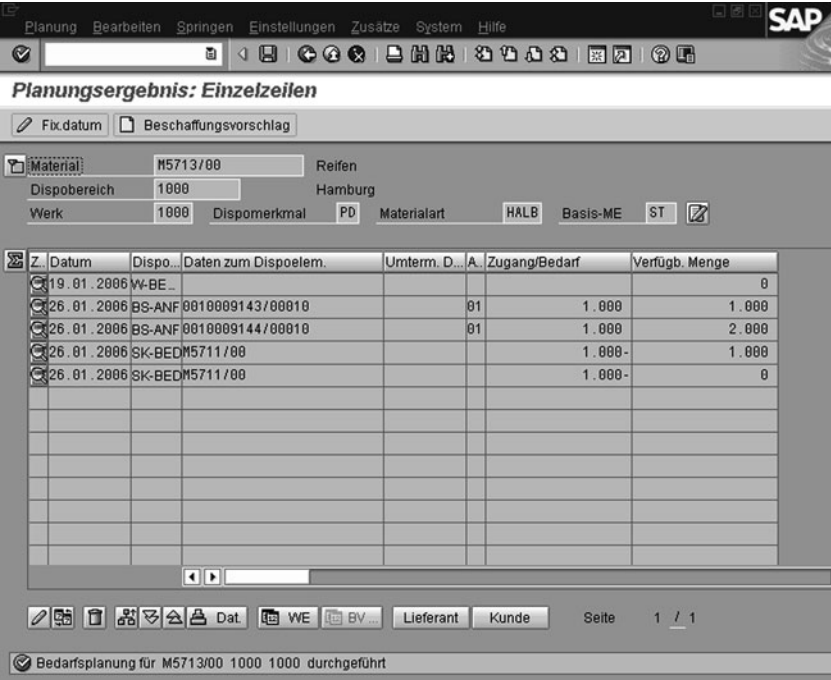 Planung Bearbeiten Springen Einstellungen Zusätze System Hilfe
SAP
Planungsergebnis: Einzelzeilen
Fix.datum Beschaffungsvorschlag
Material M5713/00 Reifen
Dispobereich 1000 Hamburg
Werk 1000 Dispomerkmal PD Materialart HALB Basis-ME ST
Z.. Datum Dispo... Daten zum Dispoelem. Umterm. D... A.. Zugang/Bedarf Verfügb. Menge
19.01.2006 W-BE... 0
26.01.2006 BS-ANF 0010009143/00010 01 1.000 1.000
26.01.2006 BS-ANF 0010009144/00010 01 1.000 2.000
26.01.2006 SK-BED M5711/00 1.000- 1.000
26.01.2006 SK-BED M5711/00 1.000- 0
Dat. WE BV ... Lieferant Kunde Seite 1 / 1
Bedarfsplanung für M5713/00 1000 1000 durchgeführt